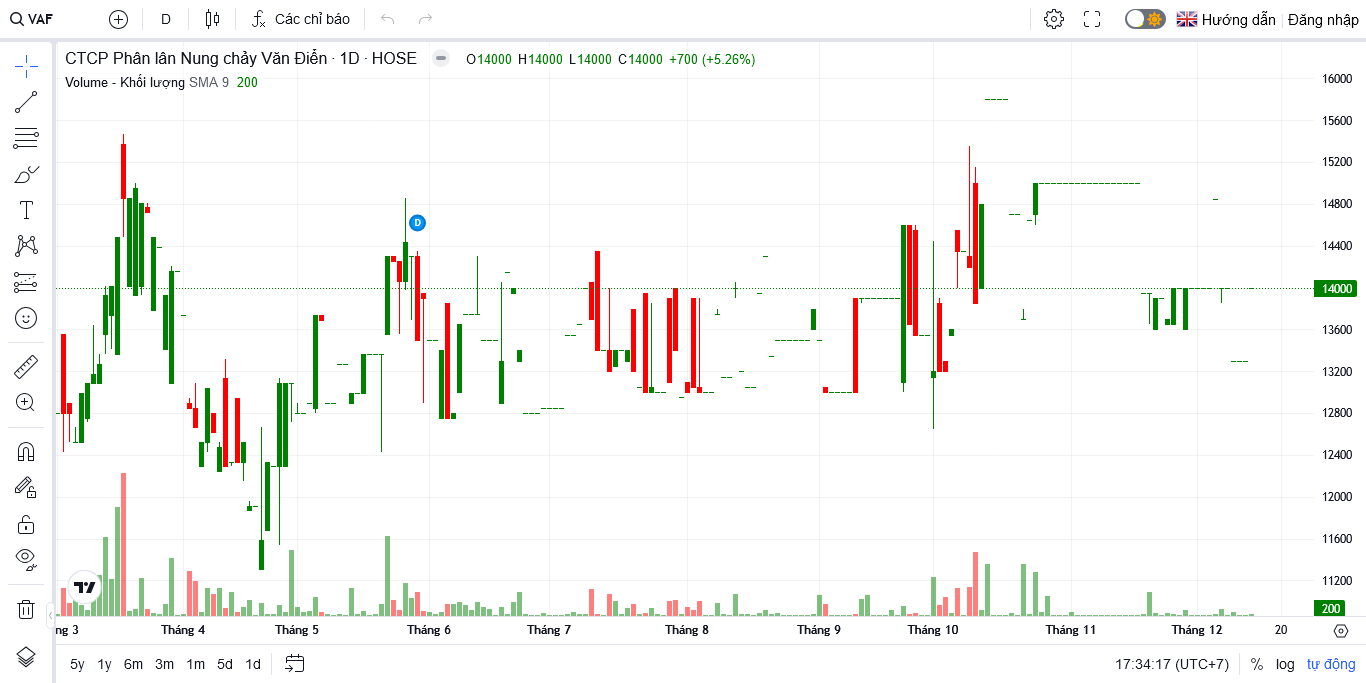 VAF D Các chỉ báo Hướng dẫn Đăng nhập
CTCP Phân lân Nung chảy Văn Điển · 1D · HOSE O14000 H14000 L14000 C14000 +700 (+5.26%)
Volume - Khối lượng SMA 9 200
16000
15600
15200
14800
D
14400
14000
13600
13200
12800
12400
12000
11600
11200
200
ng 3 Tháng 4 Tháng 5 Tháng 6 Tháng 7 Tháng 8 Tháng 9 Tháng 10 Tháng 11 Tháng 12 20
5y 1y 6m 3m 1m 5d 1d 17:34:17 (UTC+7) % log tự động